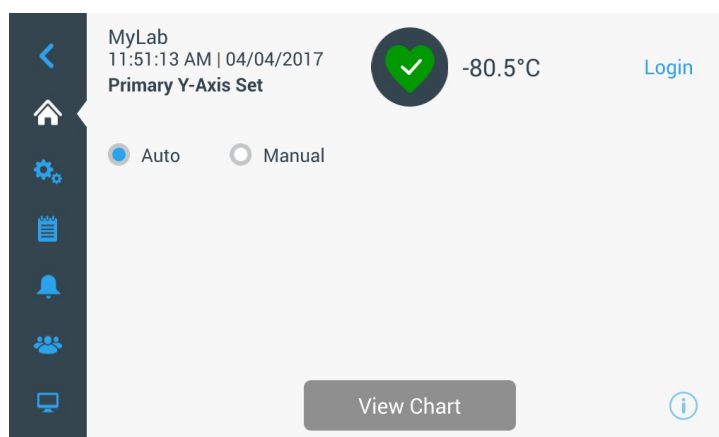 MyLab
11:51:13 AM | 04/04/2017
Primary Y-Axis Set
-80.5°C
Login
Auto Manual
View Chart
i